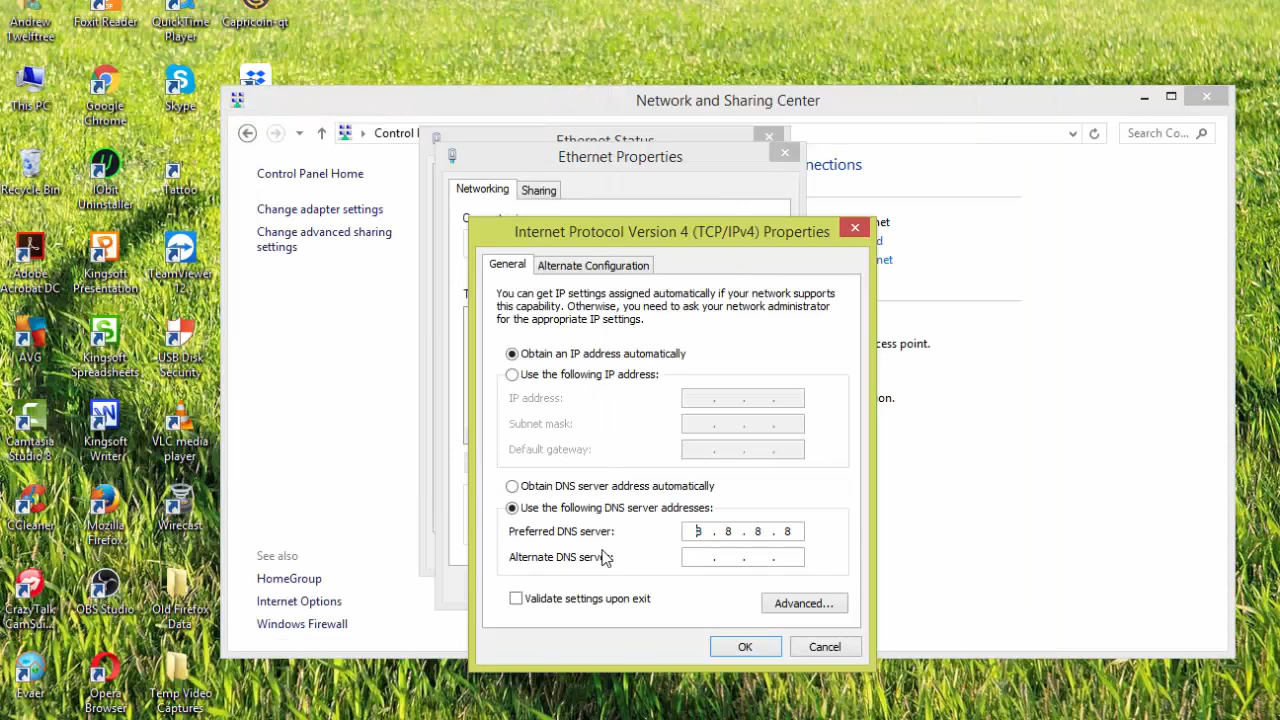 Andrew
Twelftree
Foxit Reader
QuickTime
Player
Capricoin-qt
This PC
Google
Chrome
Skype
Recycle Bin
IObit
Uninstaller
Tattoo
Adobe
Acrobat DC
Kingsoft
Presentation
TeamViewer
12
AVG
Kingsoft
Spreadsheets
USB Disk
Security
Camtasia
Studio 8
Kingsoft
Writer
VLC media
player
CCleaner
Mozilla
Firefox
Wirecast
CrazyTalk
CamSui...
OBS Studio
Old Firefox
Data
Evaer
Opera
Browser
Temp Video
Captures
Network and Sharing Center
Control
Search Co...
Control Panel Home
Change adapter settings
Change advanced sharing
settings
See also
HomeGroup
Internet Options
Windows Firewall
nnections
net
d
net
cess point.
on.
Ethernet Status
Ethernet Properties
Networking
Sharing
Internet Protocol Version 4 (TCP/IPv4) Properties
General
Alternate Configuration
You can get IP settings assigned automatically if your network supports
this capability. Otherwise, you need to ask your network administrator
for the appropriate IP settings.
Obtain an IP address automatically
Use the following IP address:
IP address: . . .
Subnet mask: . . .
Default gateway: . . .
Obtain DNS server address automatically
Use the following DNS server addresses:
Preferred DNS server: 8 . 8 . 8 . 8
Alternate DNS server: . . .
Validate settings upon exit
Advanced...
OK
Cancel